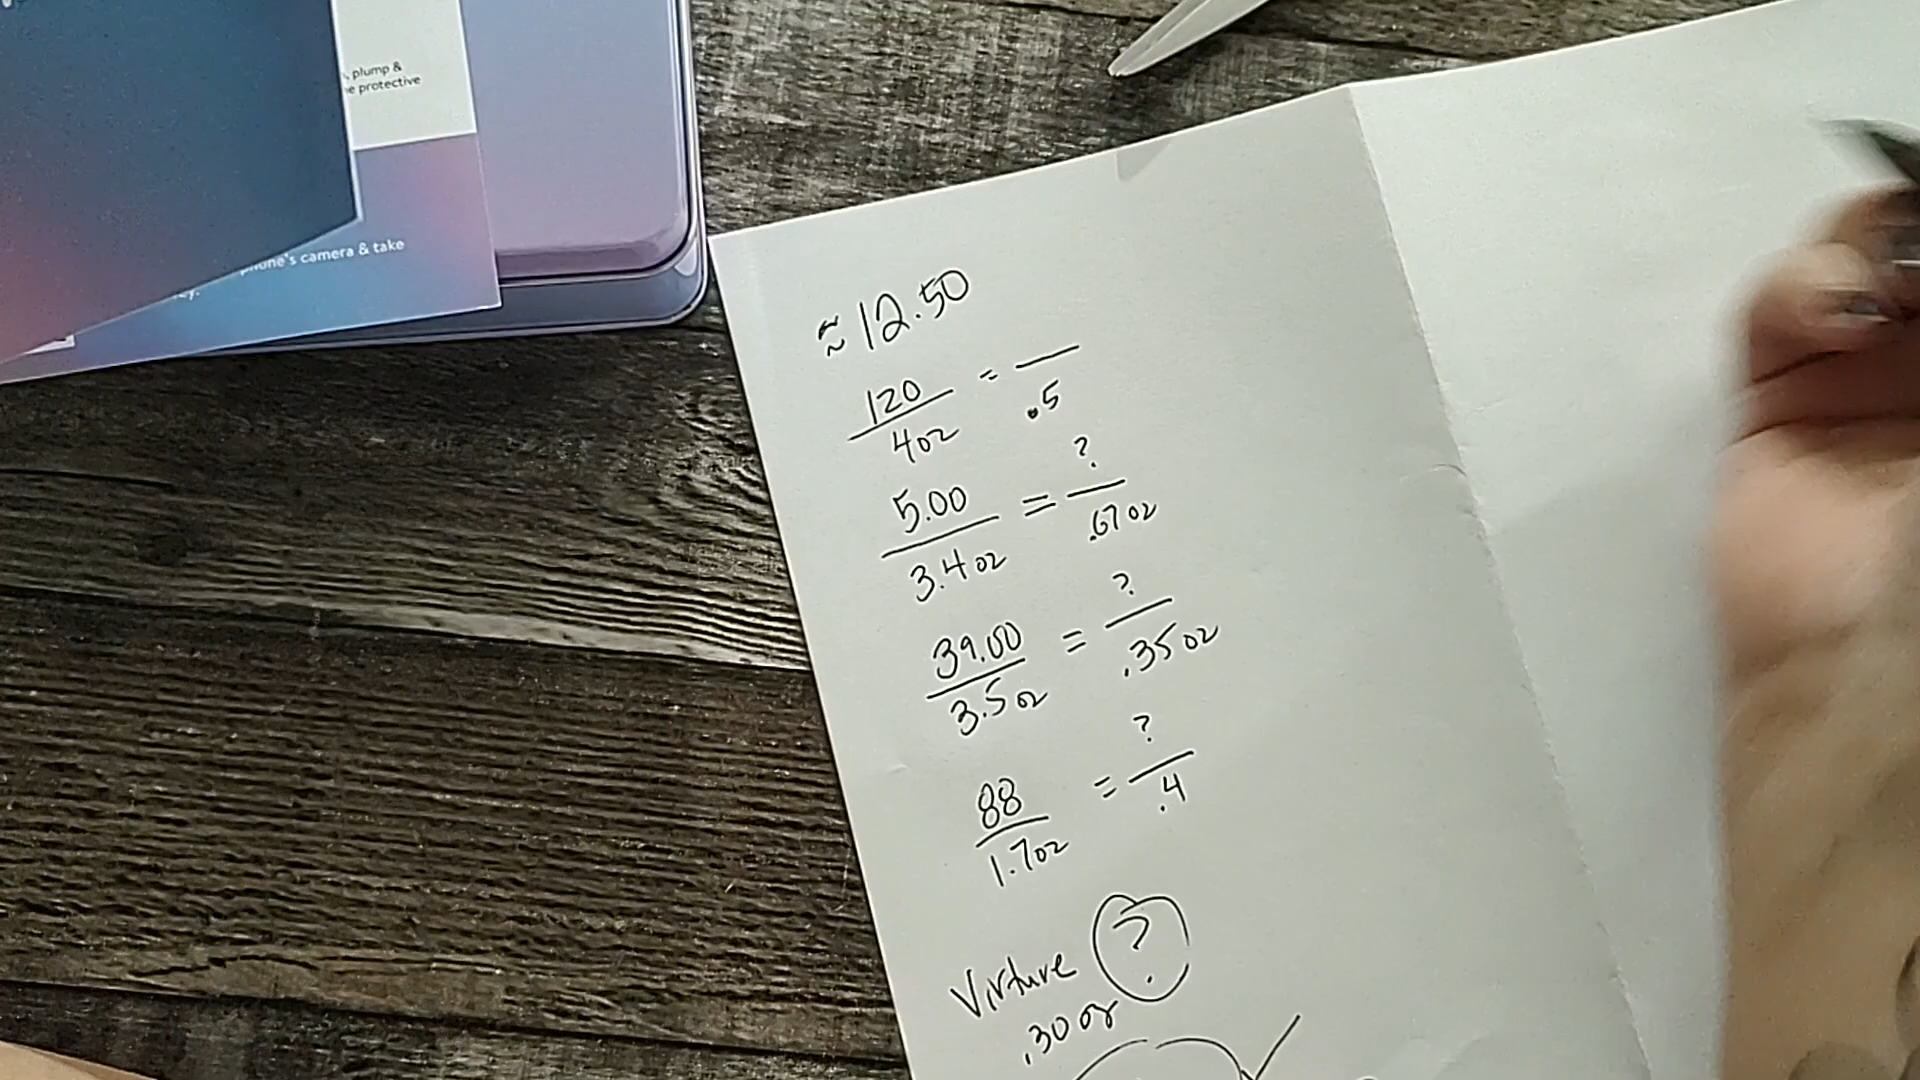 , plump &
e protective
phone's camera & take
≈ 12.50
120/4oz = /.5
5.00/3.4oz = ?/.67oz
39.00/3.5oz = ?/.35oz
88/1.7oz = ?/.4
Virture ?
.30oz